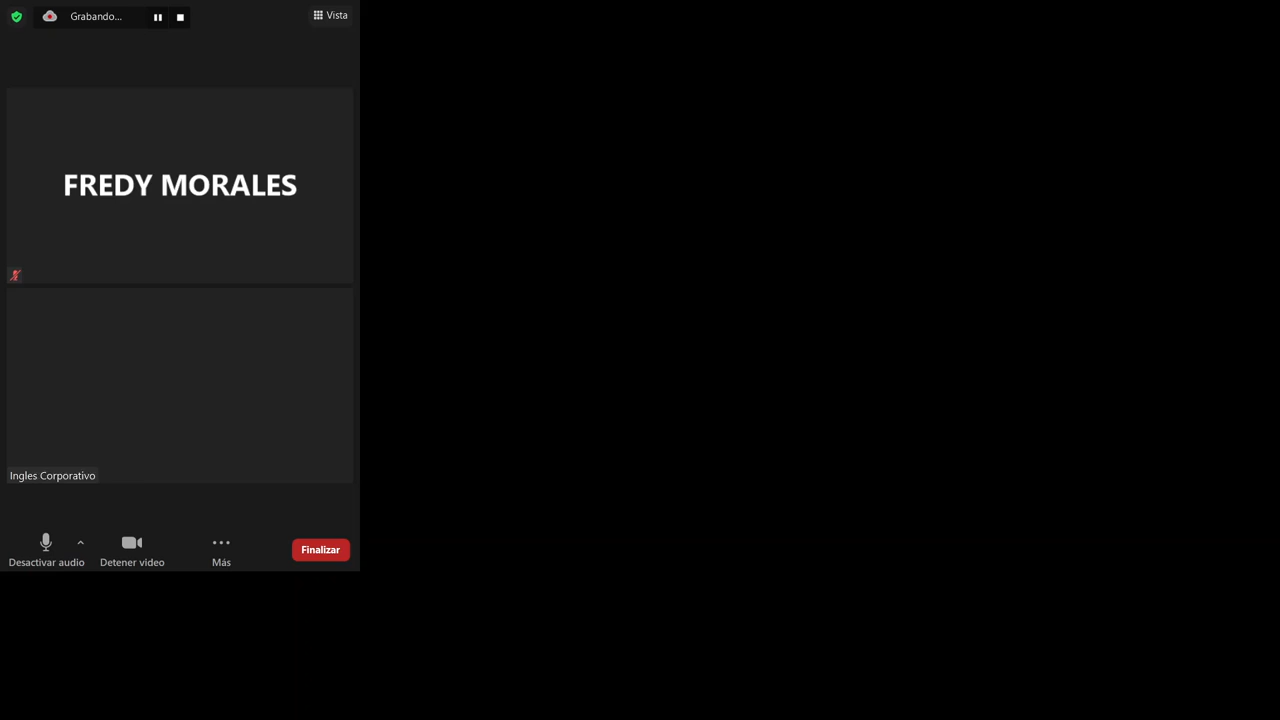 Grabando...
Vista
FREDY MORALES
Ingles Corporativo
Desactivar audio
Detener video
Más
Finalizar